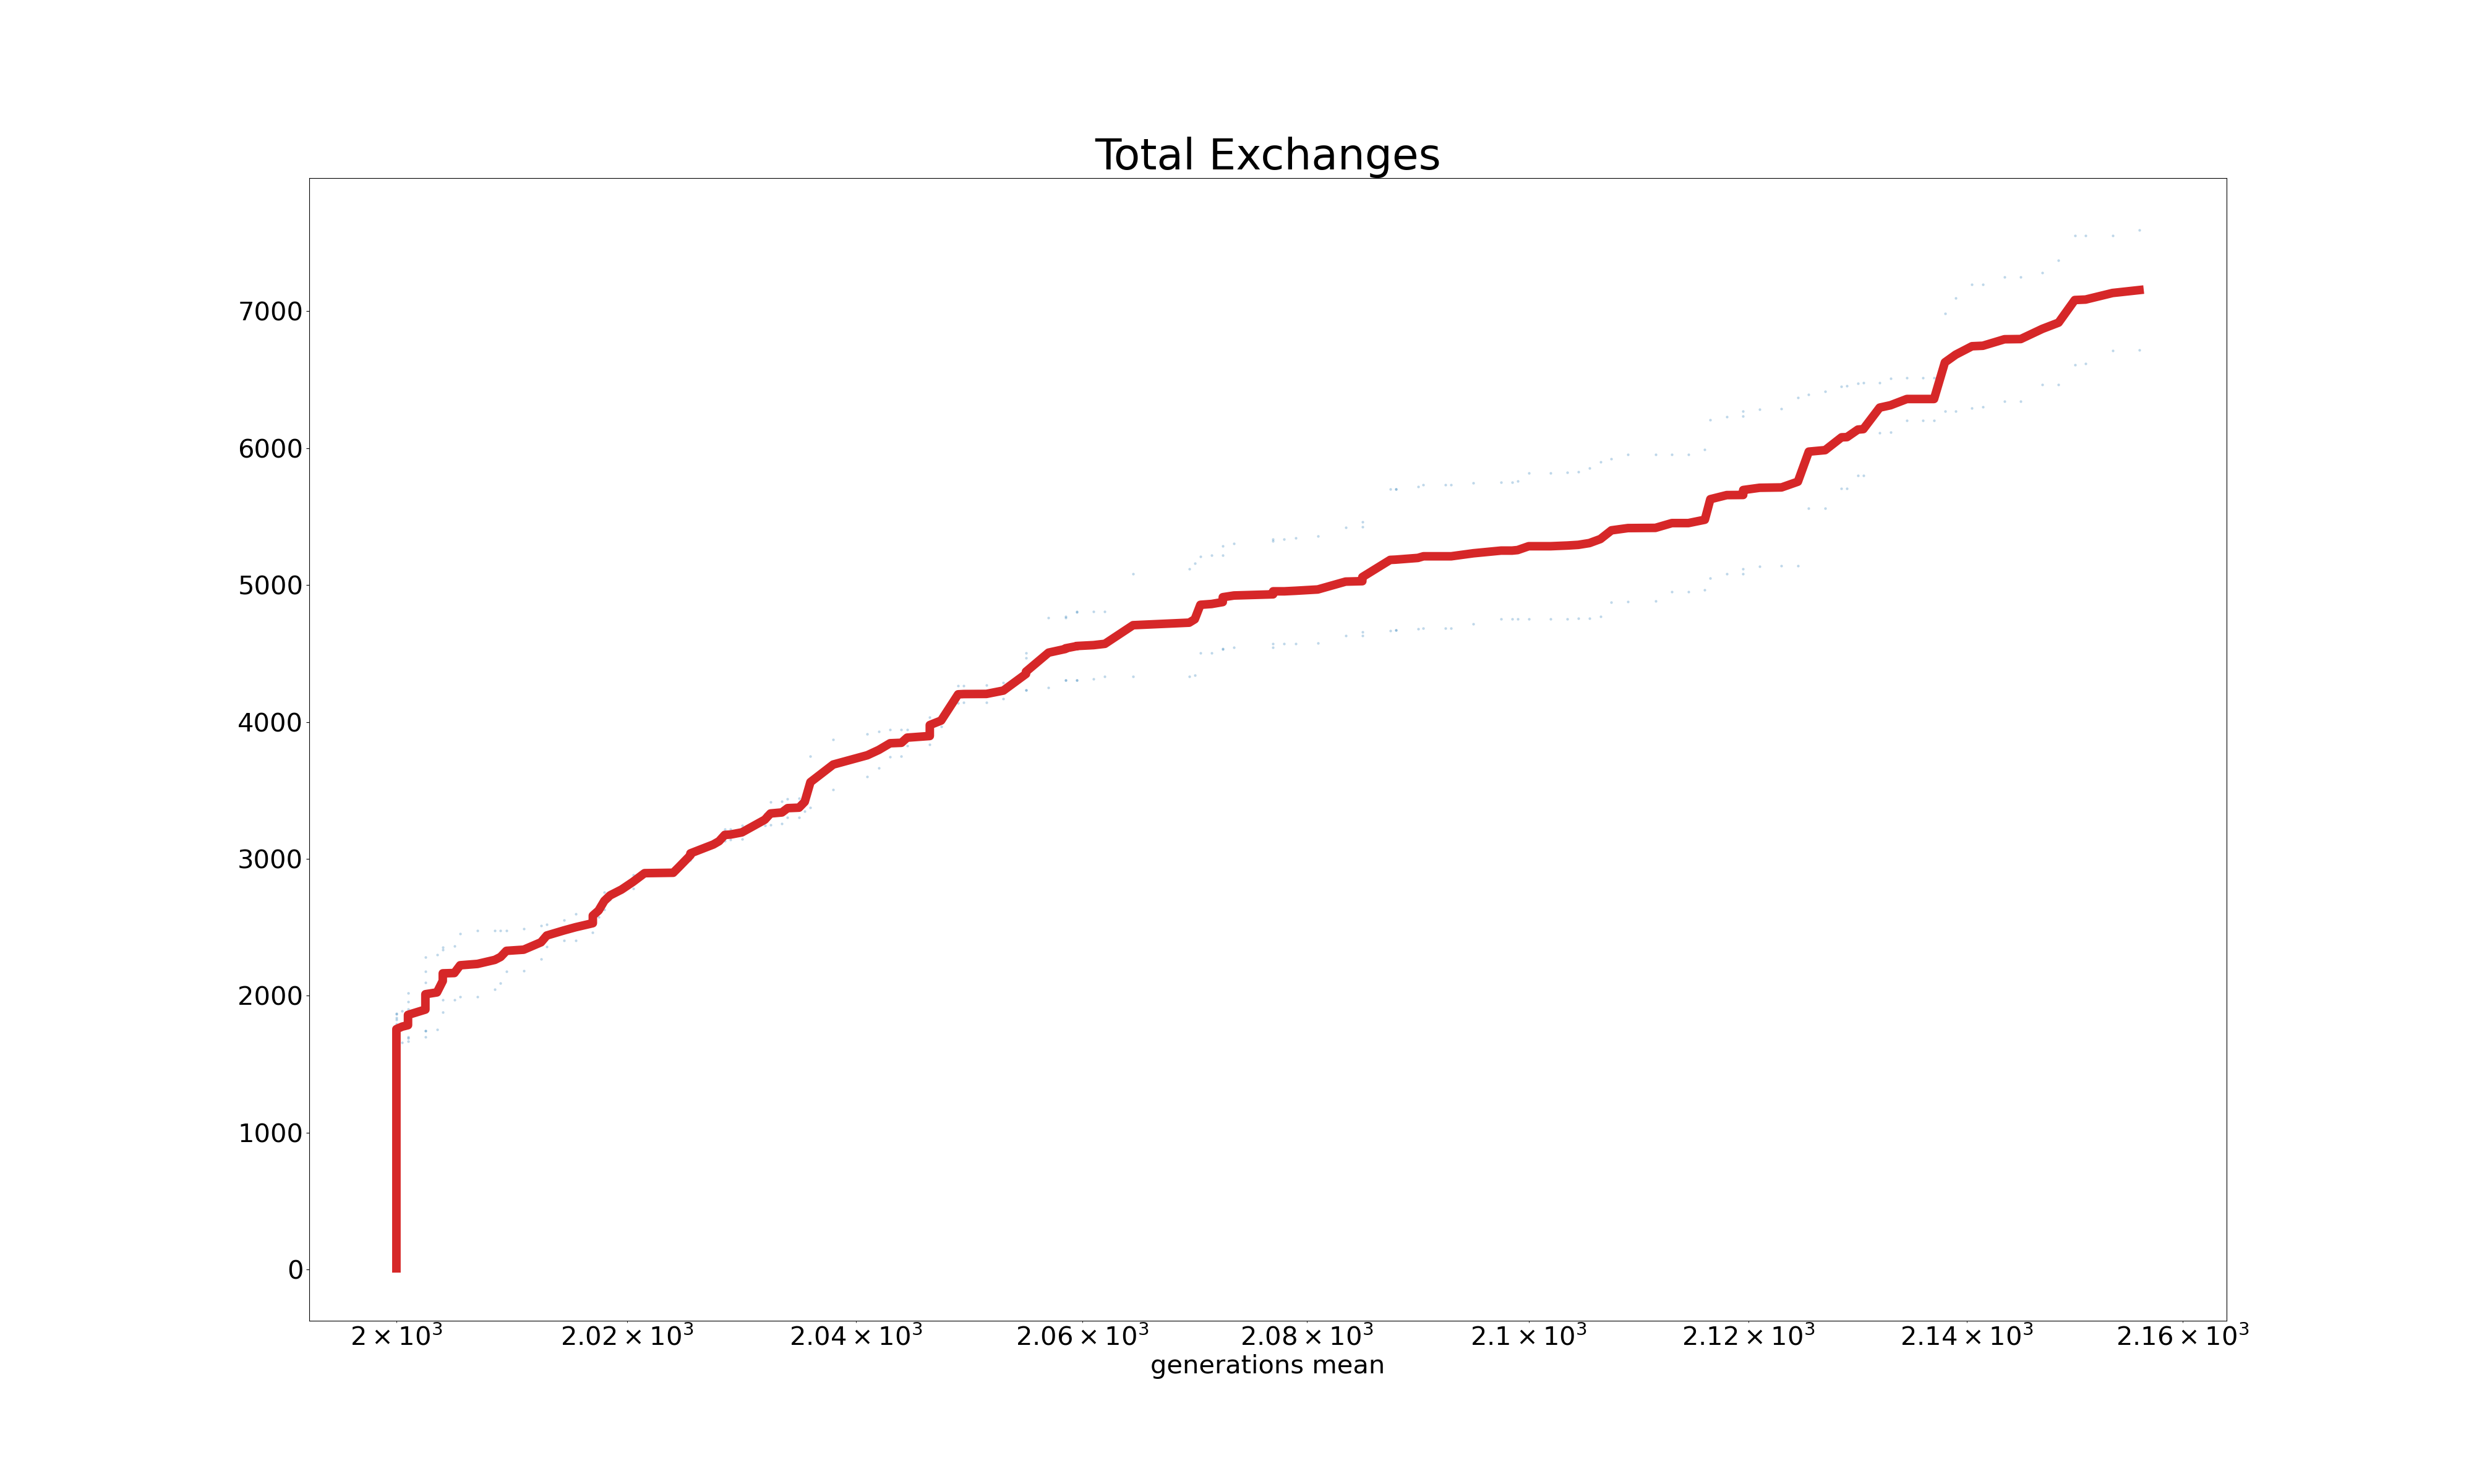 Total Exchanges
7000
6000
5000
4000
3000
2000
1000
0
2 × 10³ 2.02 × 10³ 2.04 × 10³ 2.06 × 10³ 2.08 × 10³ 2.1 × 10³ 2.12 × 10³ 2.14 × 10³ 2.16 × 10³
generations mean